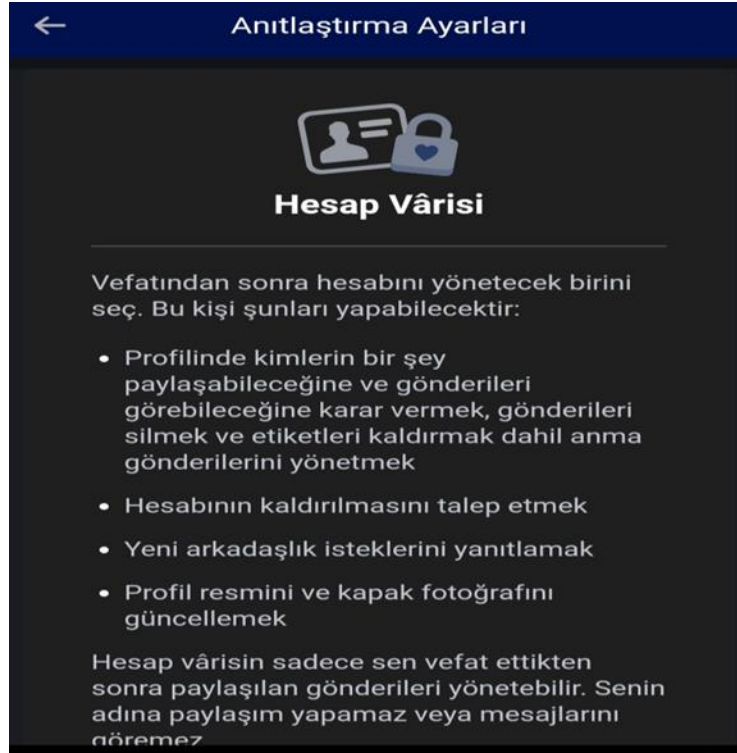 Anıtlaştırma Ayarları
Hesap Vârisi
Vefatından sonra hesabını yönetecek birini
seç. Bu kişi şunları yapabilecektir:
• Profilinde kimlerin bir şey
paylaşabileceğine ve gönderileri
görebileceğine karar vermek, gönderileri
silmek ve etiketleri kaldırmak dahil anma
gönderilerini yönetmek
• Hesabının kaldırılmasını talep etmek
• Yeni arkadaşlık isteklerini yanıtlamak
• Profil resmini ve kapak fotoğrafını
güncellemek
Hesap vârisin sadece sen vefat ettikten
sonra paylaşılan gönderileri yönetebilir. Senin
adına paylaşım yapamaz veya mesajlarını
göremez